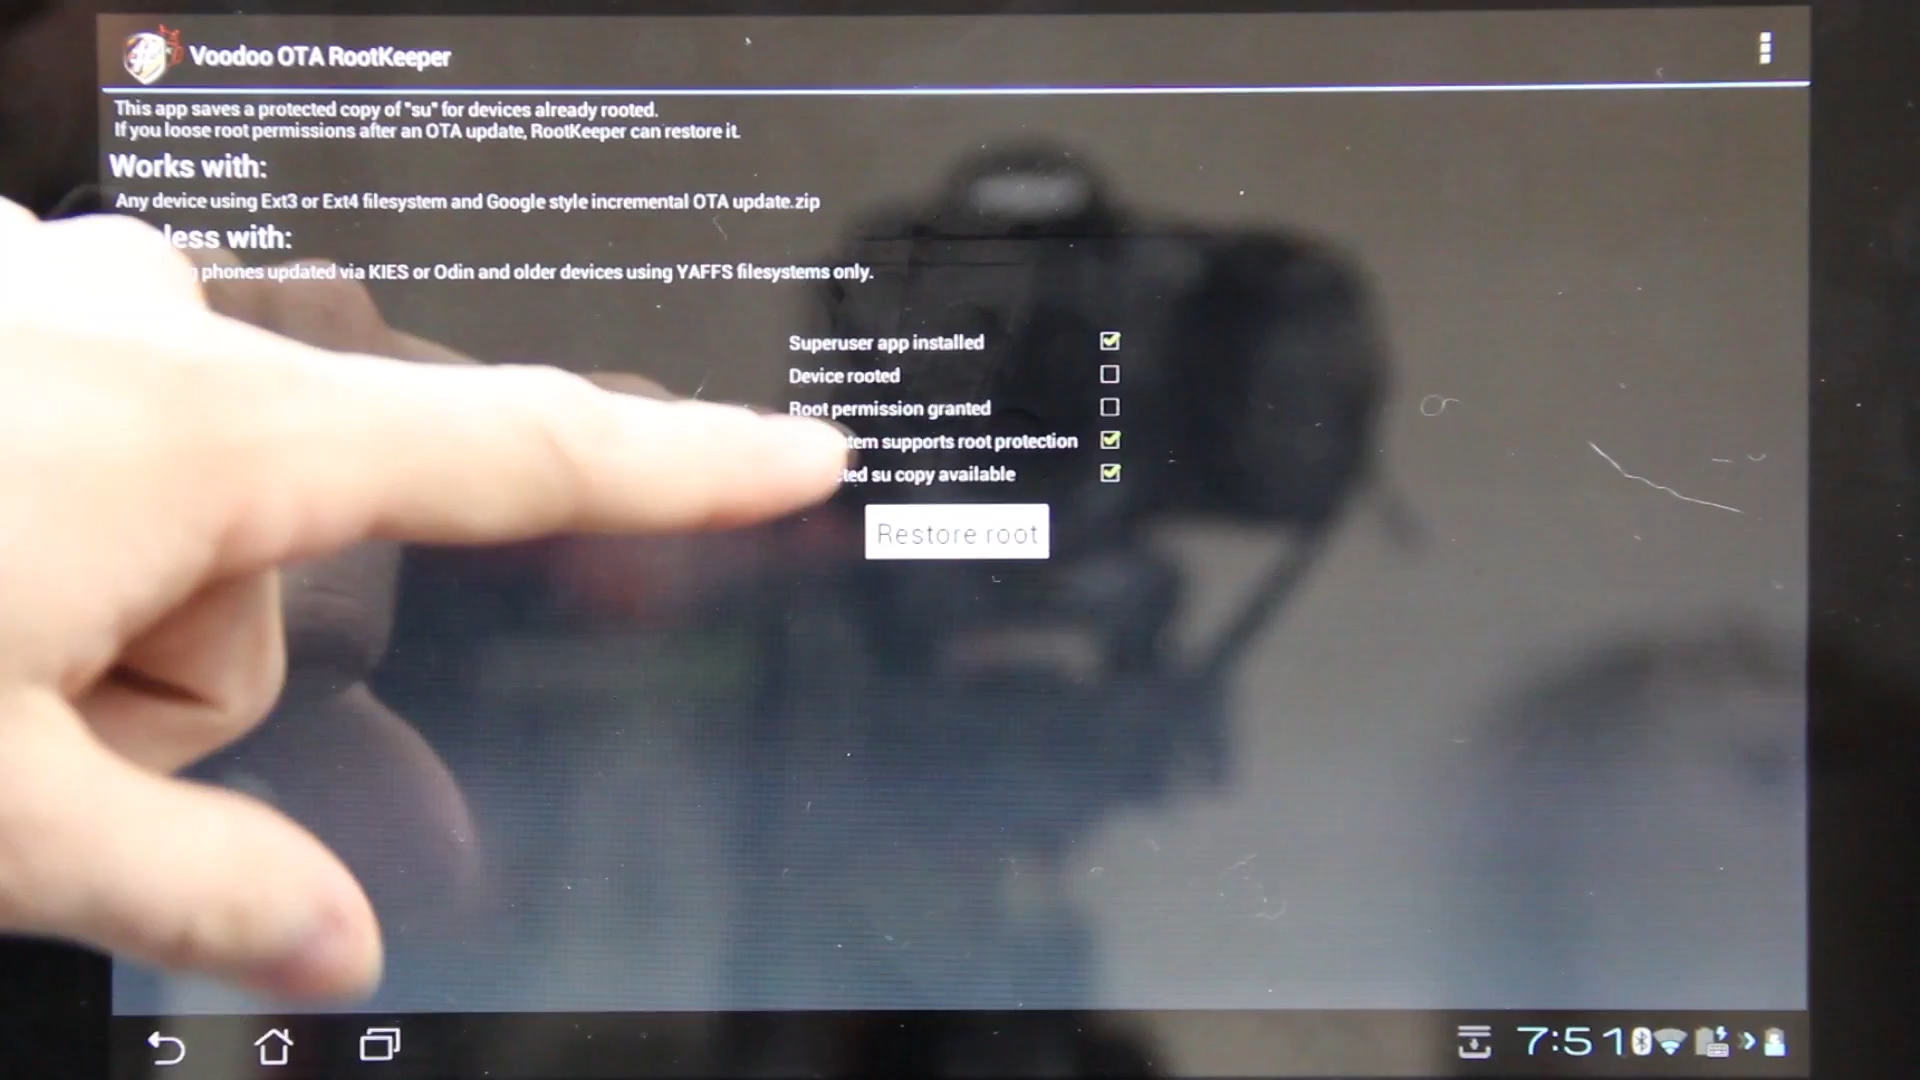 Voodoo OTA RootKeeper
This app saves a protected copy of "su" for devices already rooted.
If you loose root permissions after an OTA update, RootKeeper can restore it.
Works with:
Any device using Ext3 or Ext4 filesystem and Google style incremental OTA update.zip
less with:
phones updated via KIES or Odin and older devices using YAFFS filesystems only.
Superuser app installed
Device rooted
Root permission granted
tem supports root protection
ted su copy available
Restore root
7:51